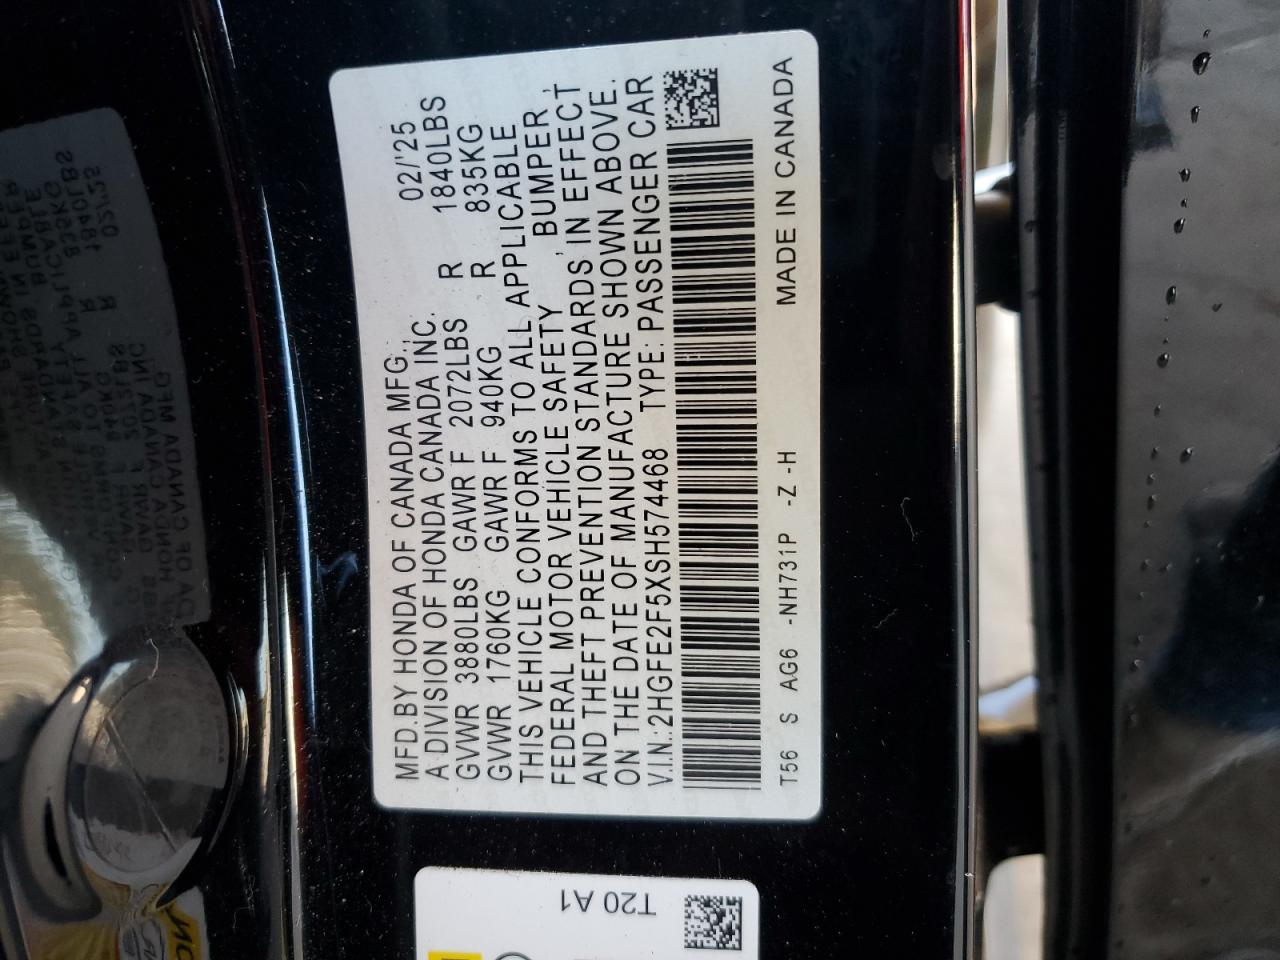 MFD.BY HONDA OF CANADA MFG., 02/'25
A DIVISION OF HONDA CANADA INC.
GVWR 3880LBS GAWR F 2072LBS R 1840LBS
GVWR 1760KG GAWR F 940KG R 835KG
THIS VEHICLE CONFORMS TO ALL APPLICABLE
FEDERAL MOTOR VEHICLE SAFETY , BUMPER,
AND THEFT PREVENTION STANDARDS IN EFFECT
ON THE DATE OF MANUFACTURE SHOWN ABOVE.
V.I.N.:2HGFE2F5XSH574468 TYPE: PASSENGER CAR
T56 S AG6 -NH731P -Z -H MADE IN CANADA
T20 A1